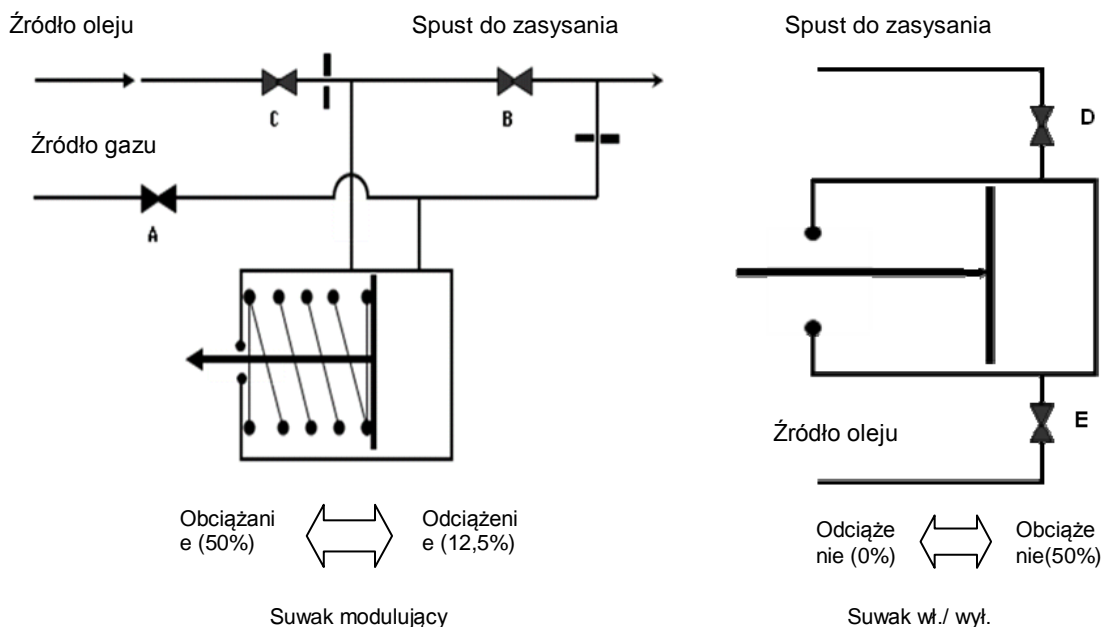 Źródło oleju
Spust do zasysania
C
B
Źródło gazu
A
Obciążani
e (50%)
Odciążeni
e (12,5%)
Suwak modulujący
Spust do zasysania
D
E
Źródło oleju
Odciąże
nie (0%)
Obciąże
nie(50%)
Suwak wł./ wył.